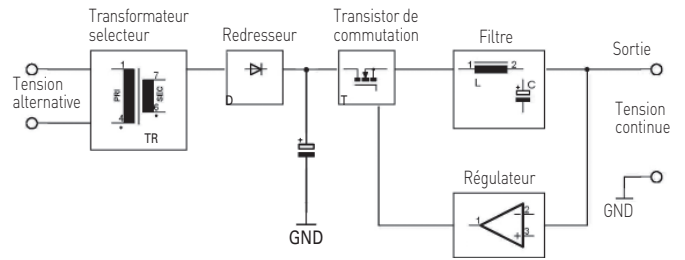 Transformateur
selecteur
Redresseur
Transistor de
commutation
Filtre
Sortie
Tension
alternative
1
PRI
4
7
SEC
6
TR
D
T
1
2
L
+
C
Tension
continue
+
GND
Régulateur
1
2
3
-
+
GND